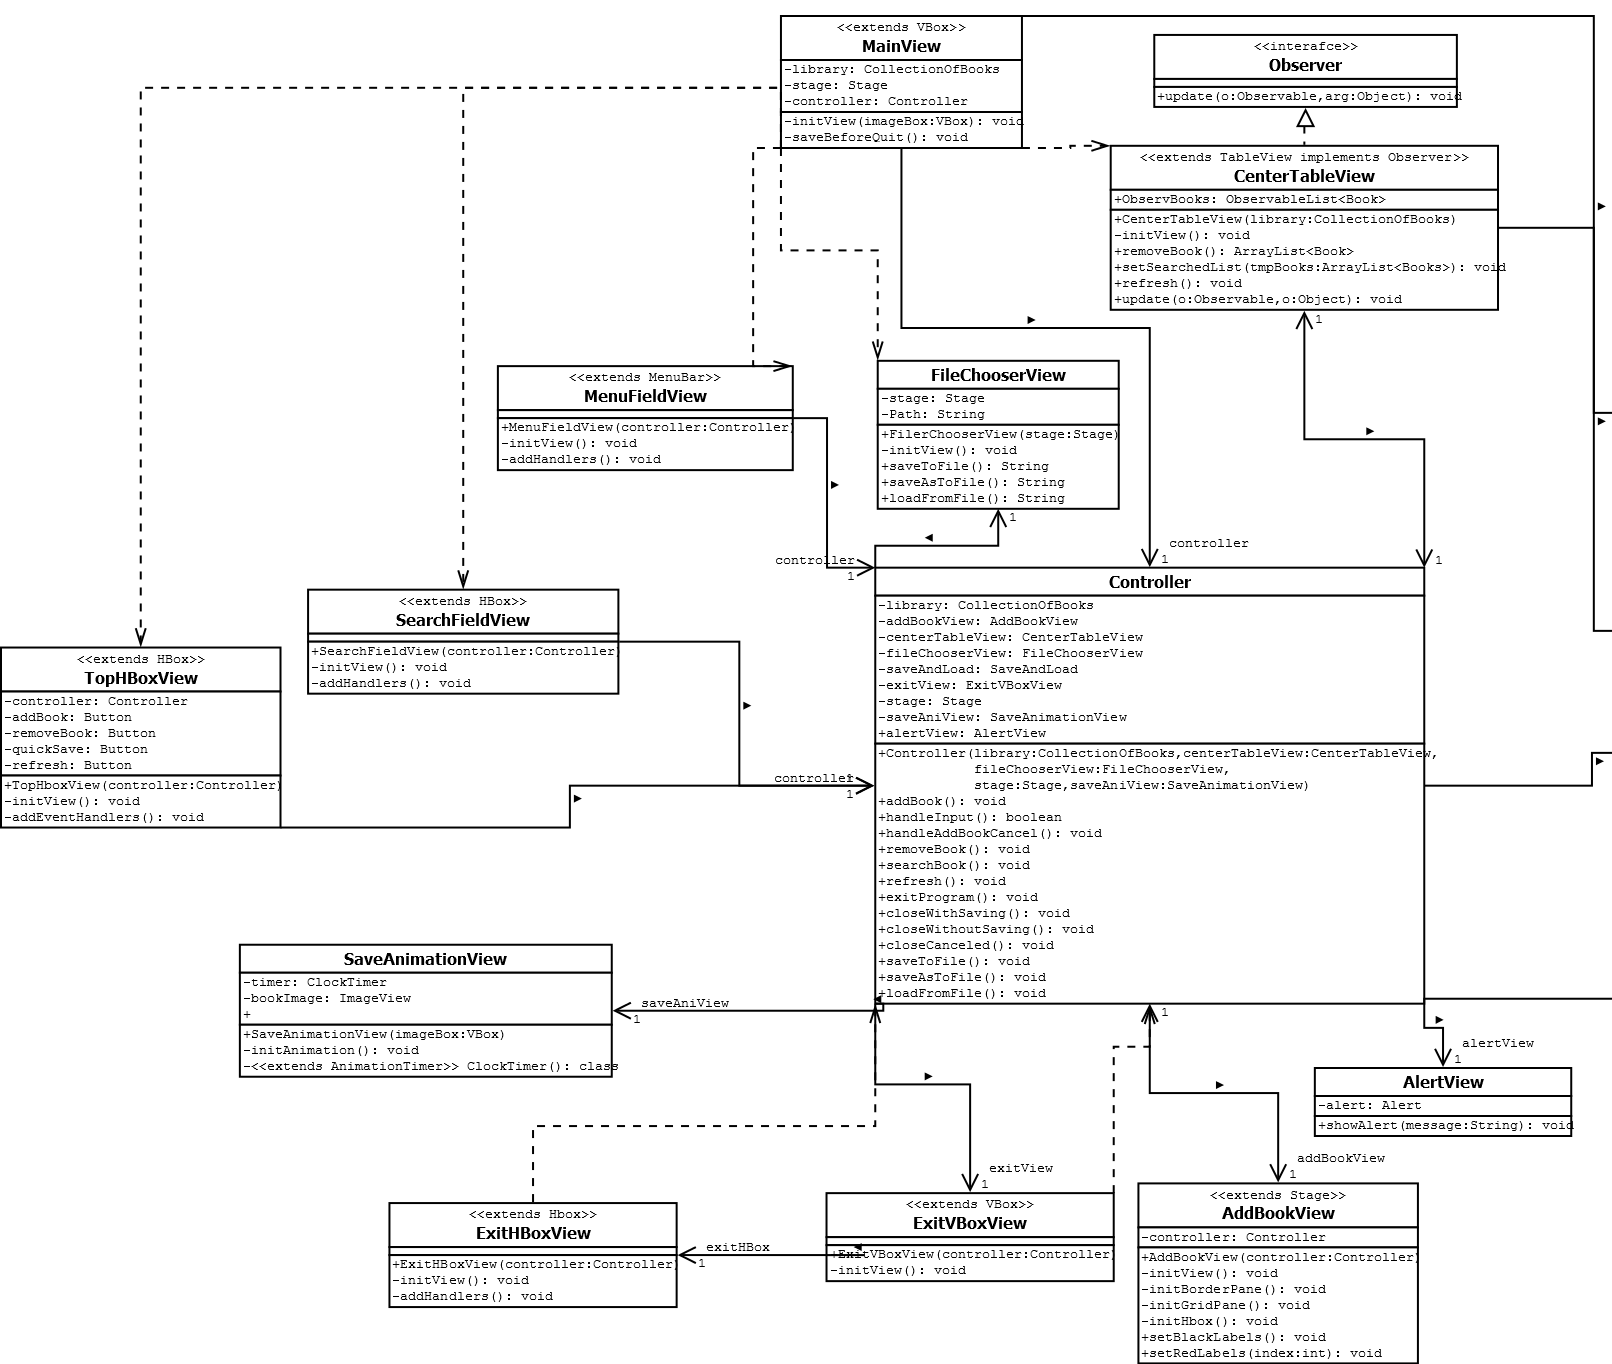 <<extends VBox>>
MainView
-library: CollectionOfBooks
-stage: Stage
-controller: Controller
-initView(imageBox:VBox): void
-saveBeforeQuit(): void
<<interafce>>
Observer
+update(o:Observable,arg:Object): void
<<extends TableView implements Observer>>
CenterTableView
+ObservBooks: ObservableList<Book>
+CenterTableView(library:CollectionOfBooks)
-initView(): void
+removeBook(): ArrayList<Book>
+setSearchedList(tmpBooks:ArrayList<Books>): void
+refresh(): void
+update(o:Observable,o:Object): void
1
<<extends MenuBar>>
MenuFieldView
+MenuFieldView(controller:Controller)
-initView(): void
-addHandlers(): void
FileChooserView
-stage: Stage
-Path: String
+FilerChooserView(stage:Stage)
-initView(): void
+saveToFile(): String
+saveAsToFile(): String
+loadFromFile(): String
1
controller
1
controller
1
1
<<extends HBox>>
SearchFieldView
+SearchFieldView(controller:Controller)
-initView(): void
-addHandlers(): void
<<extends HBox>>
TopHBoxView
-controller: Controller
-addBook: Button
-removeBook: Button
-quickSave: Button
-refresh: Button
+TopHboxView(controller:Controller)
-initView(): void
-addEventHandlers(): void
controller
1
1
Controller
-library: CollectionOfBooks
-addBookView: AddBookView
-centerTableView: CenterTableView
-fileChooserView: FileChooserView
-saveAndLoad: SaveAndLoad
-exitView: ExitVBoxView
-stage: Stage
-saveAniView: SaveAnimationView
+alertView: AlertView
+Controller(library:CollectionOfBooks,centerTableView:CenterTableView,
fileChooserView:FileChooserView,
stage:Stage,saveAniView:SaveAnimationView)
+addBook(): void
+handleInput(): boolean
+handleAddBookCancel(): void
+removeBook(): void
+searchBook(): void
+refresh(): void
+exitProgram(): void
+closeWithSaving(): void
+closeWithoutSaving(): void
+closeCanceled(): void
+saveToFile(): void
+saveAsToFile(): void
+loadFromFile(): void
SaveAnimationView
-timer: ClockTimer
-bookImage: ImageView
+
+SaveAnimationView(imageBox:VBox)
-initAnimation(): void
-<<extends AnimationTimer>> ClockTimer(): class
saveAniView
1
1
alertView
1
AlertView
-alert: Alert
+showAlert(message:String): void
exitView
1
addBookView
1
<<extends Hbox>>
ExitHBoxView
+ExitHBoxView(controller:Controller)
-initView(): void
-addHandlers(): void
exitHBox
1
<<extends VBox>>
ExitVBoxView
+ExitVBoxView(controller:Controller)
-initView(): void
<<extends Stage>>
AddBookView
-controller: Controller
+AddBookView(controller:Controller)
-initView(): void
-initBorderPane(): void
-initGridPane(): void
-initHbox(): void
+setBlackLabels(): void
+setRedLabels(index:int): void